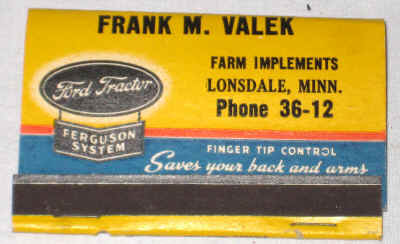 FRANK M. VALEK
FARM IMPLEMENTS
LONSDALE, MINN.
Phone 36-12
Ford Tractor
FERGUSON
SYSTEM
FINGER TIP CONTROL
Saves your back and arms